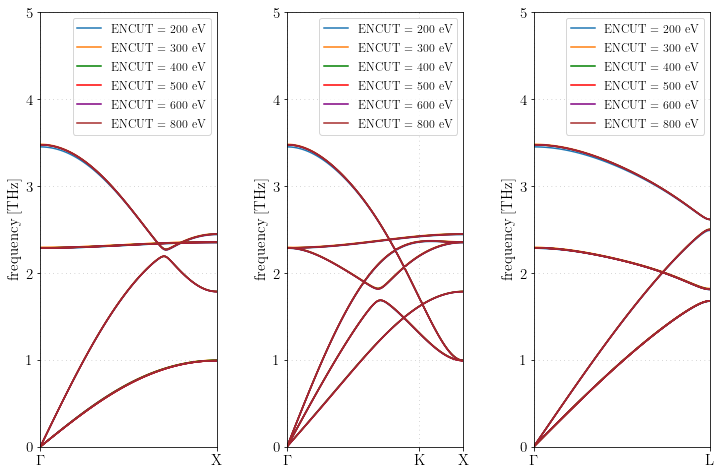 frequency [THz]
5
4
3
2
1
0
Γ
X
ENCUT = 200 eV
ENCUT = 300 eV
ENCUT = 400 eV
ENCUT = 500 eV
ENCUT = 600 eV
ENCUT = 800 eV
frequency [THz]
5
4
3
2
1
0
Γ
K
X
ENCUT = 200 eV
ENCUT = 300 eV
ENCUT = 400 eV
ENCUT = 500 eV
ENCUT = 600 eV
ENCUT = 800 eV
frequency [THz]
5
4
3
2
1
0
Γ
L
ENCUT = 200 eV
ENCUT = 300 eV
ENCUT = 400 eV
ENCUT = 500 eV
ENCUT = 600 eV
ENCUT = 800 eV